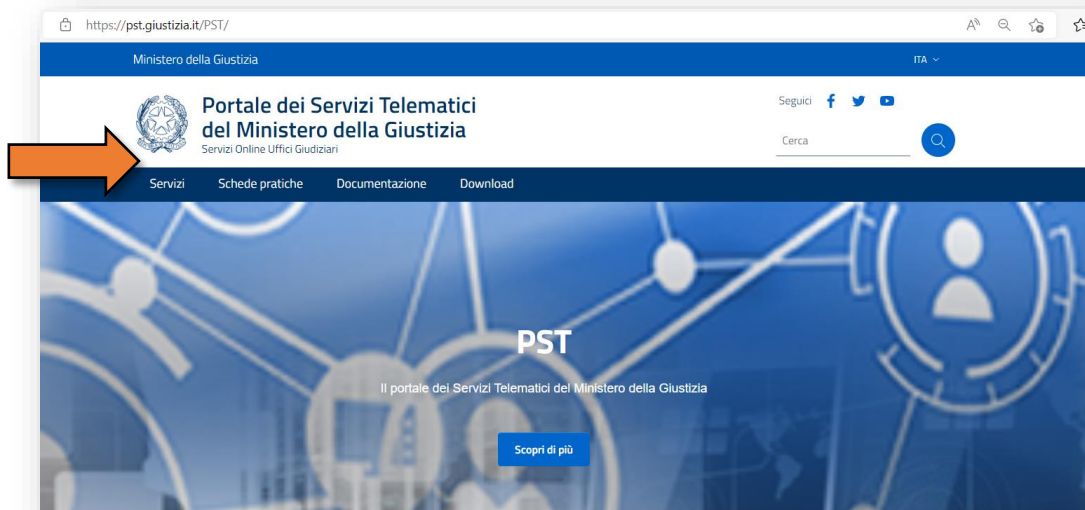 https://pst.giustizia.it/PST/
Ministero della Giustizia
ITA
Portale dei Servizi Telematici
del Ministero della Giustizia
Servizi Online Uffici Giudiziari
Seguici
Cerca
Servizi Schede pratiche Documentazione Download
PST
Il portale dei Servizi Telematici del Ministero della Giustizia
Scopri di più